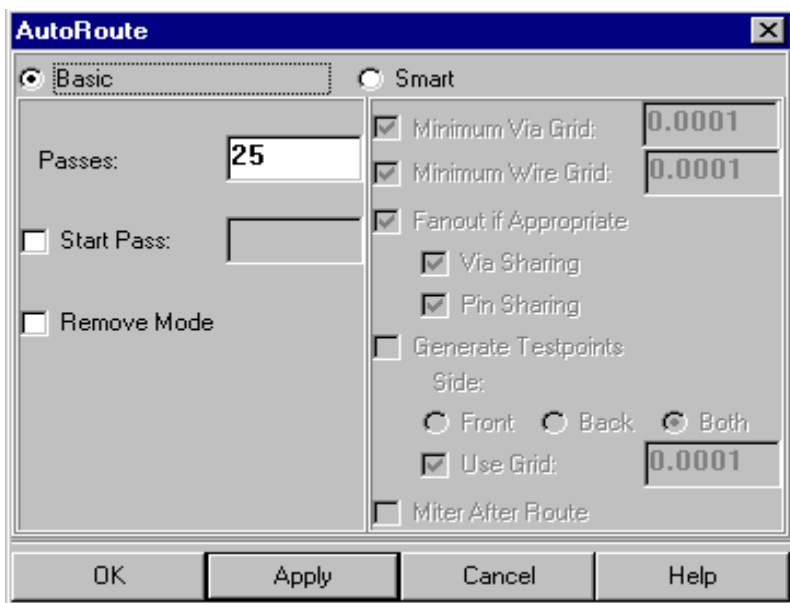 AutoRoute
Basic
Smart
Passes: 25
Start Pass:
Remove Mode
Minimum Via Grid: 0.0001
Minimum Wire Grid: 0.0001
Fanout if Appropriate
Via Sharing
Pin Sharing
Generate Testpoints
Side:
Front Back Both
Use Grid: 0.0001
Miter After Route
OK Apply Cancel Help